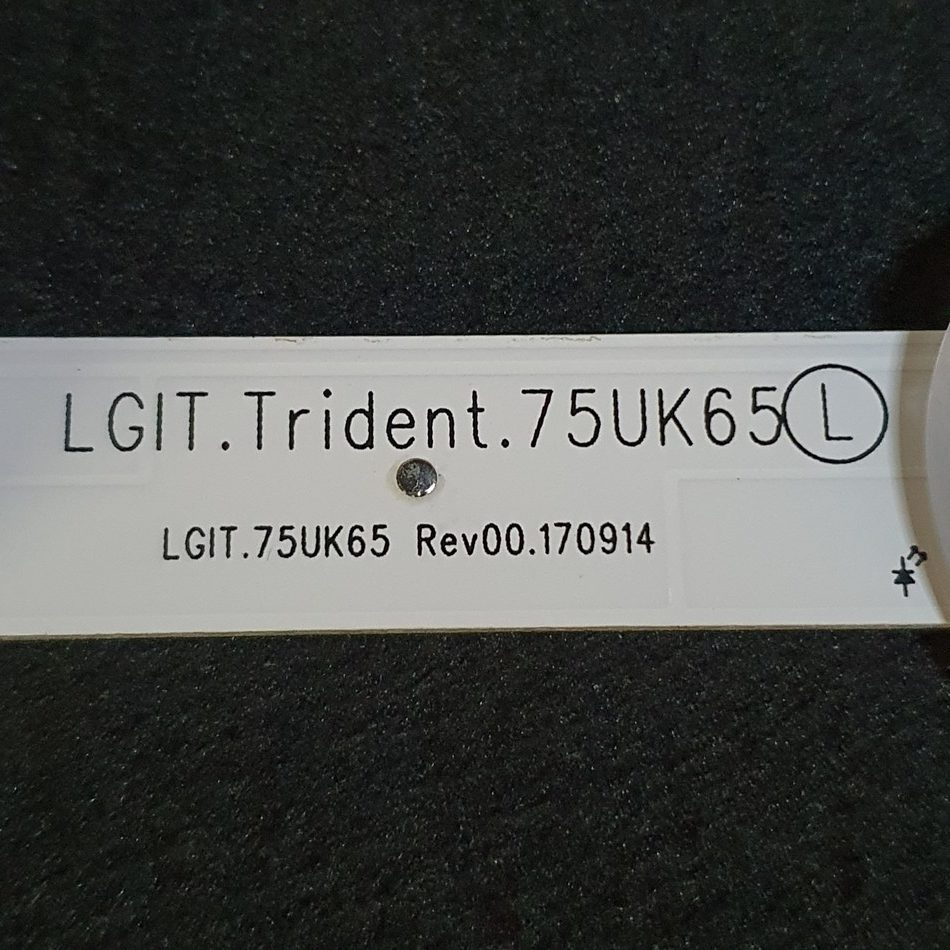 LGIT.Trident.75UK65 Ⓛ
LGIT.75UK65 Rev00.170914